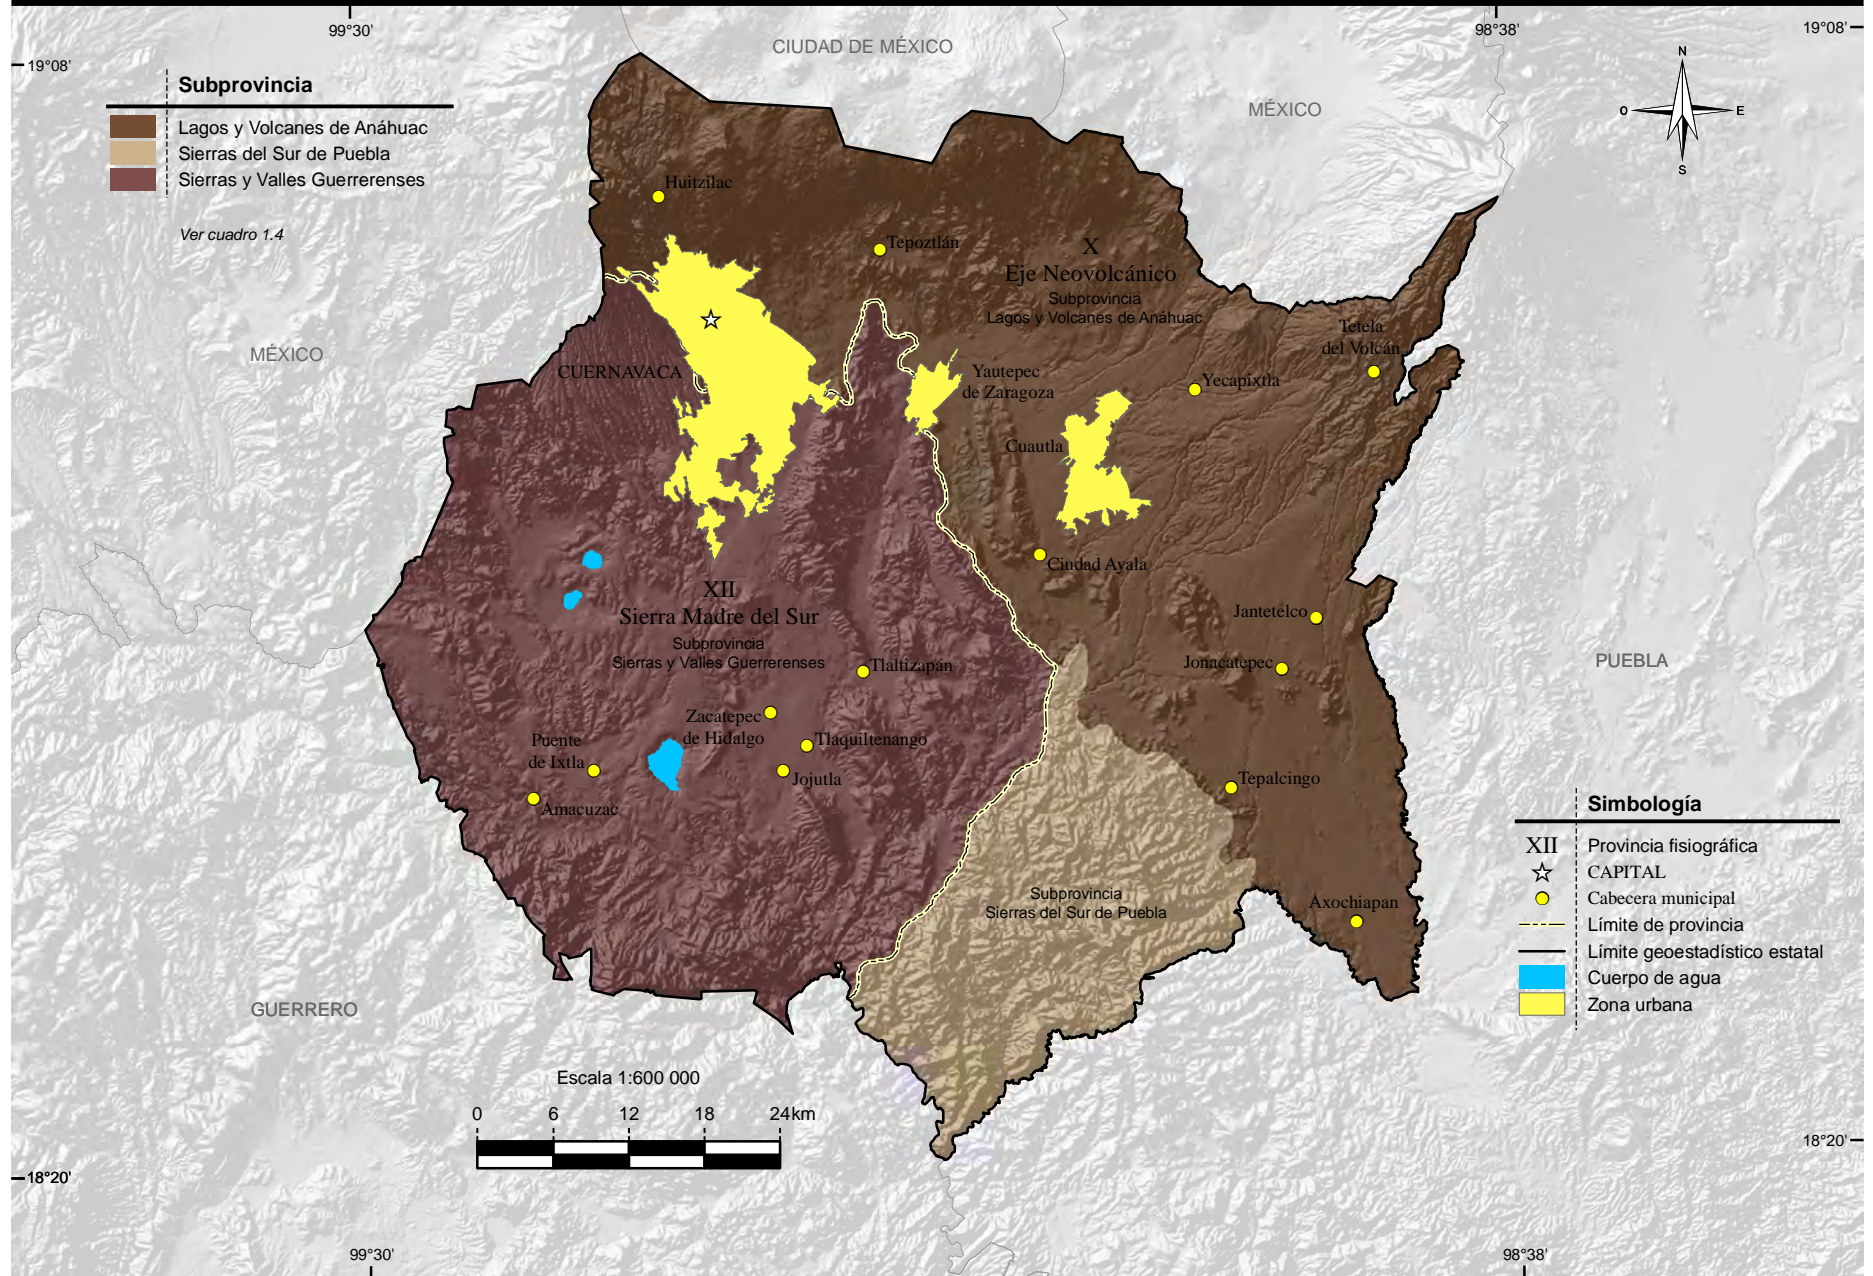 99°30'
98°38'
19°08'
19°08'
CIUDAD DE MÉXICO
MÉXICO
N
O
E
S
Subprovincia
Lagos y Volcanes de Anáhuac
Sierras del Sur de Puebla
Sierras y Valles Guerrerenses
Ver cuadro 1.4
Huitzilac
Tepoztlán
X
Eje Neovolcánico
Subprovincia
Lagos y Volcanes de Anáhuac
Tetela
del Volcán
MÉXICO
CUERNAVACA
Yautepec
de Zaragoza
Yecapixtla
Cuautla
Ciudad Ayala
XII
Sierra Madre del Sur
Subprovincia
Sierras y Valles Guerrerenses
Jantetelco
Jonacatepec
PUEBLA
Tlaltizapán
Zacatepec
de Hidalgo
Tlaquiltenango
Puente
de Ixtla
Jojutla
Amacuzac
Tepalcingo
Subprovincia
Sierras del Sur de Puebla
Axochiapan
GUERRERO
Simbología
XII Provincia fisiográfica
CAPITAL
Cabecera municipal
Límite de provincia
Límite geoestadístico estatal
Cuerpo de agua
Zona urbana
Escala 1:600 000
0 6 12 18 24km
18°20'
18°20'
99°30'
98°38'